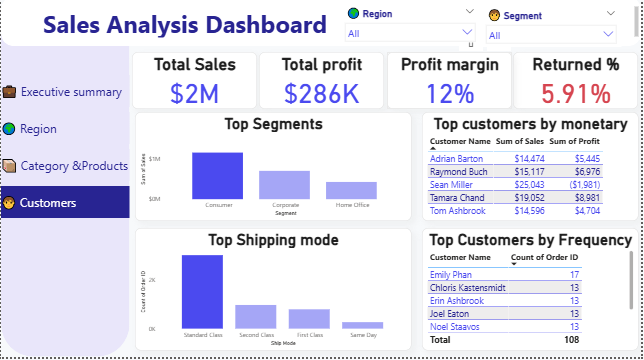 Sales Analysis Dashboard
Region
All
Segment
All
Executive summary
Region
Category &Products
Customers
Total Sales
$2M
Total profit
$286K
Profit margin
12%
Returned %
5.91%
Top Segments
Sum of Sales
$1M
$0M
Consumer Corporate Home Office
Segment
Top customers by monetary
Customer Name Sum of Sales Sum of Profit
Adrian Barton $14,474 $5,445
Raymond Buch $15,117 $6,976
Sean Miller $25,043 ($1,981)
Tamara Chand $19,052 $8,981
Tom Ashbrook $14,596 $4,704
Top Shipping mode
Count of Order ID
2K
0K
Standard Class Second Class First Class Same Day
Ship Mode
Top Customers by Frequency
Customer Name Count of Order ID
Emily Phan 17
Chloris Kastensmidt 13
Erin Ashbrook 13
Joel Eaton 13
Noel Staavos 13
Total 108